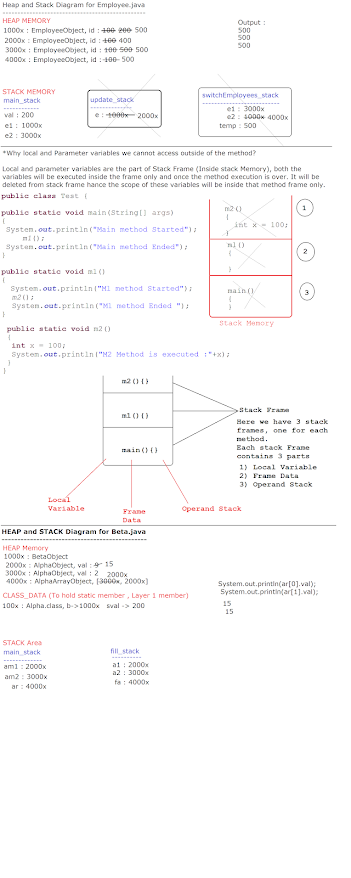 Heap and Stack Diagram for Employee.java
----------------------------------------
HEAP MEMORY
1000x : EmployeeObject, id : 100 200 500
2000x : EmployeeObject, id : 100 400
3000x : EmployeeObject, id : 100 500 500
4000x : EmployeeObject, id : 100 500
Output :
500
500
500
500
STACK MEMORY
main_stack
-------------
val : 200
e1 : 1000x
e2 : 3000x
update_stack
---------------
e : 1000x 2000x
switchEmployees_stack
----------------------------
e1 : 3000x
e2 : 1000x 4000x
temp : 500
*Why local and Parameter variables we cannot access outside of the method?
Local and parameter variables are the part of Stack Frame (Inside stack Memory), both the
variables will be executed inside the frame only and once the method execution is over. It will be
deleted from stack frame hence the scope of these variables will be inside that method frame only.
public class Test {
public static void main(String[] args)
{
System.out.println("Main method Started");
m1();
System.out.println("Main method Ended");
}
public static void m1()
{
System.out.println("M1 method Started");
m2();
System.out.println("M1 method Ended ");
}
public static void m2()
{
int x = 100;
System.out.println("M2 Method is executed :"+x);
}
}
m2()
{
int x = 100;
}
1
m1()
{
}
2
main()
{
}
3
Stack Memory
m2(){}
m1(){}
main(){}
Stack Frame
Here we have 3 stack
frames, one for each
method.
Each stack Frame
contains 3 parts
1) Local Variable
2) Frame Data
3) Operand Stack
Local
Variable
Frame
Data
Operand Stack
HEAP and STACK Diagram for Beta.java
----------------------------------------
HEAP Memory
1000x : BetaObject
2000x : AlphaObject, val : 9 15
3000x : AlphaObject, val : 2
4000x : AlphaArrayObject, [3000x, 2000x]
2000x
CLASS_DATA (To hold static member , Layer 1 member)
100x : Alpha.class, b->1000x sval -> 200
System.out.println(ar[0].val);
System.out.println(ar[1].val);
15
15
STACK Area
main_stack
--------------
am1 : 2000x
am2 : 3000x
ar : 4000x
fill_stack
-----------
a1 : 2000x
a2 : 3000x
fa : 4000x